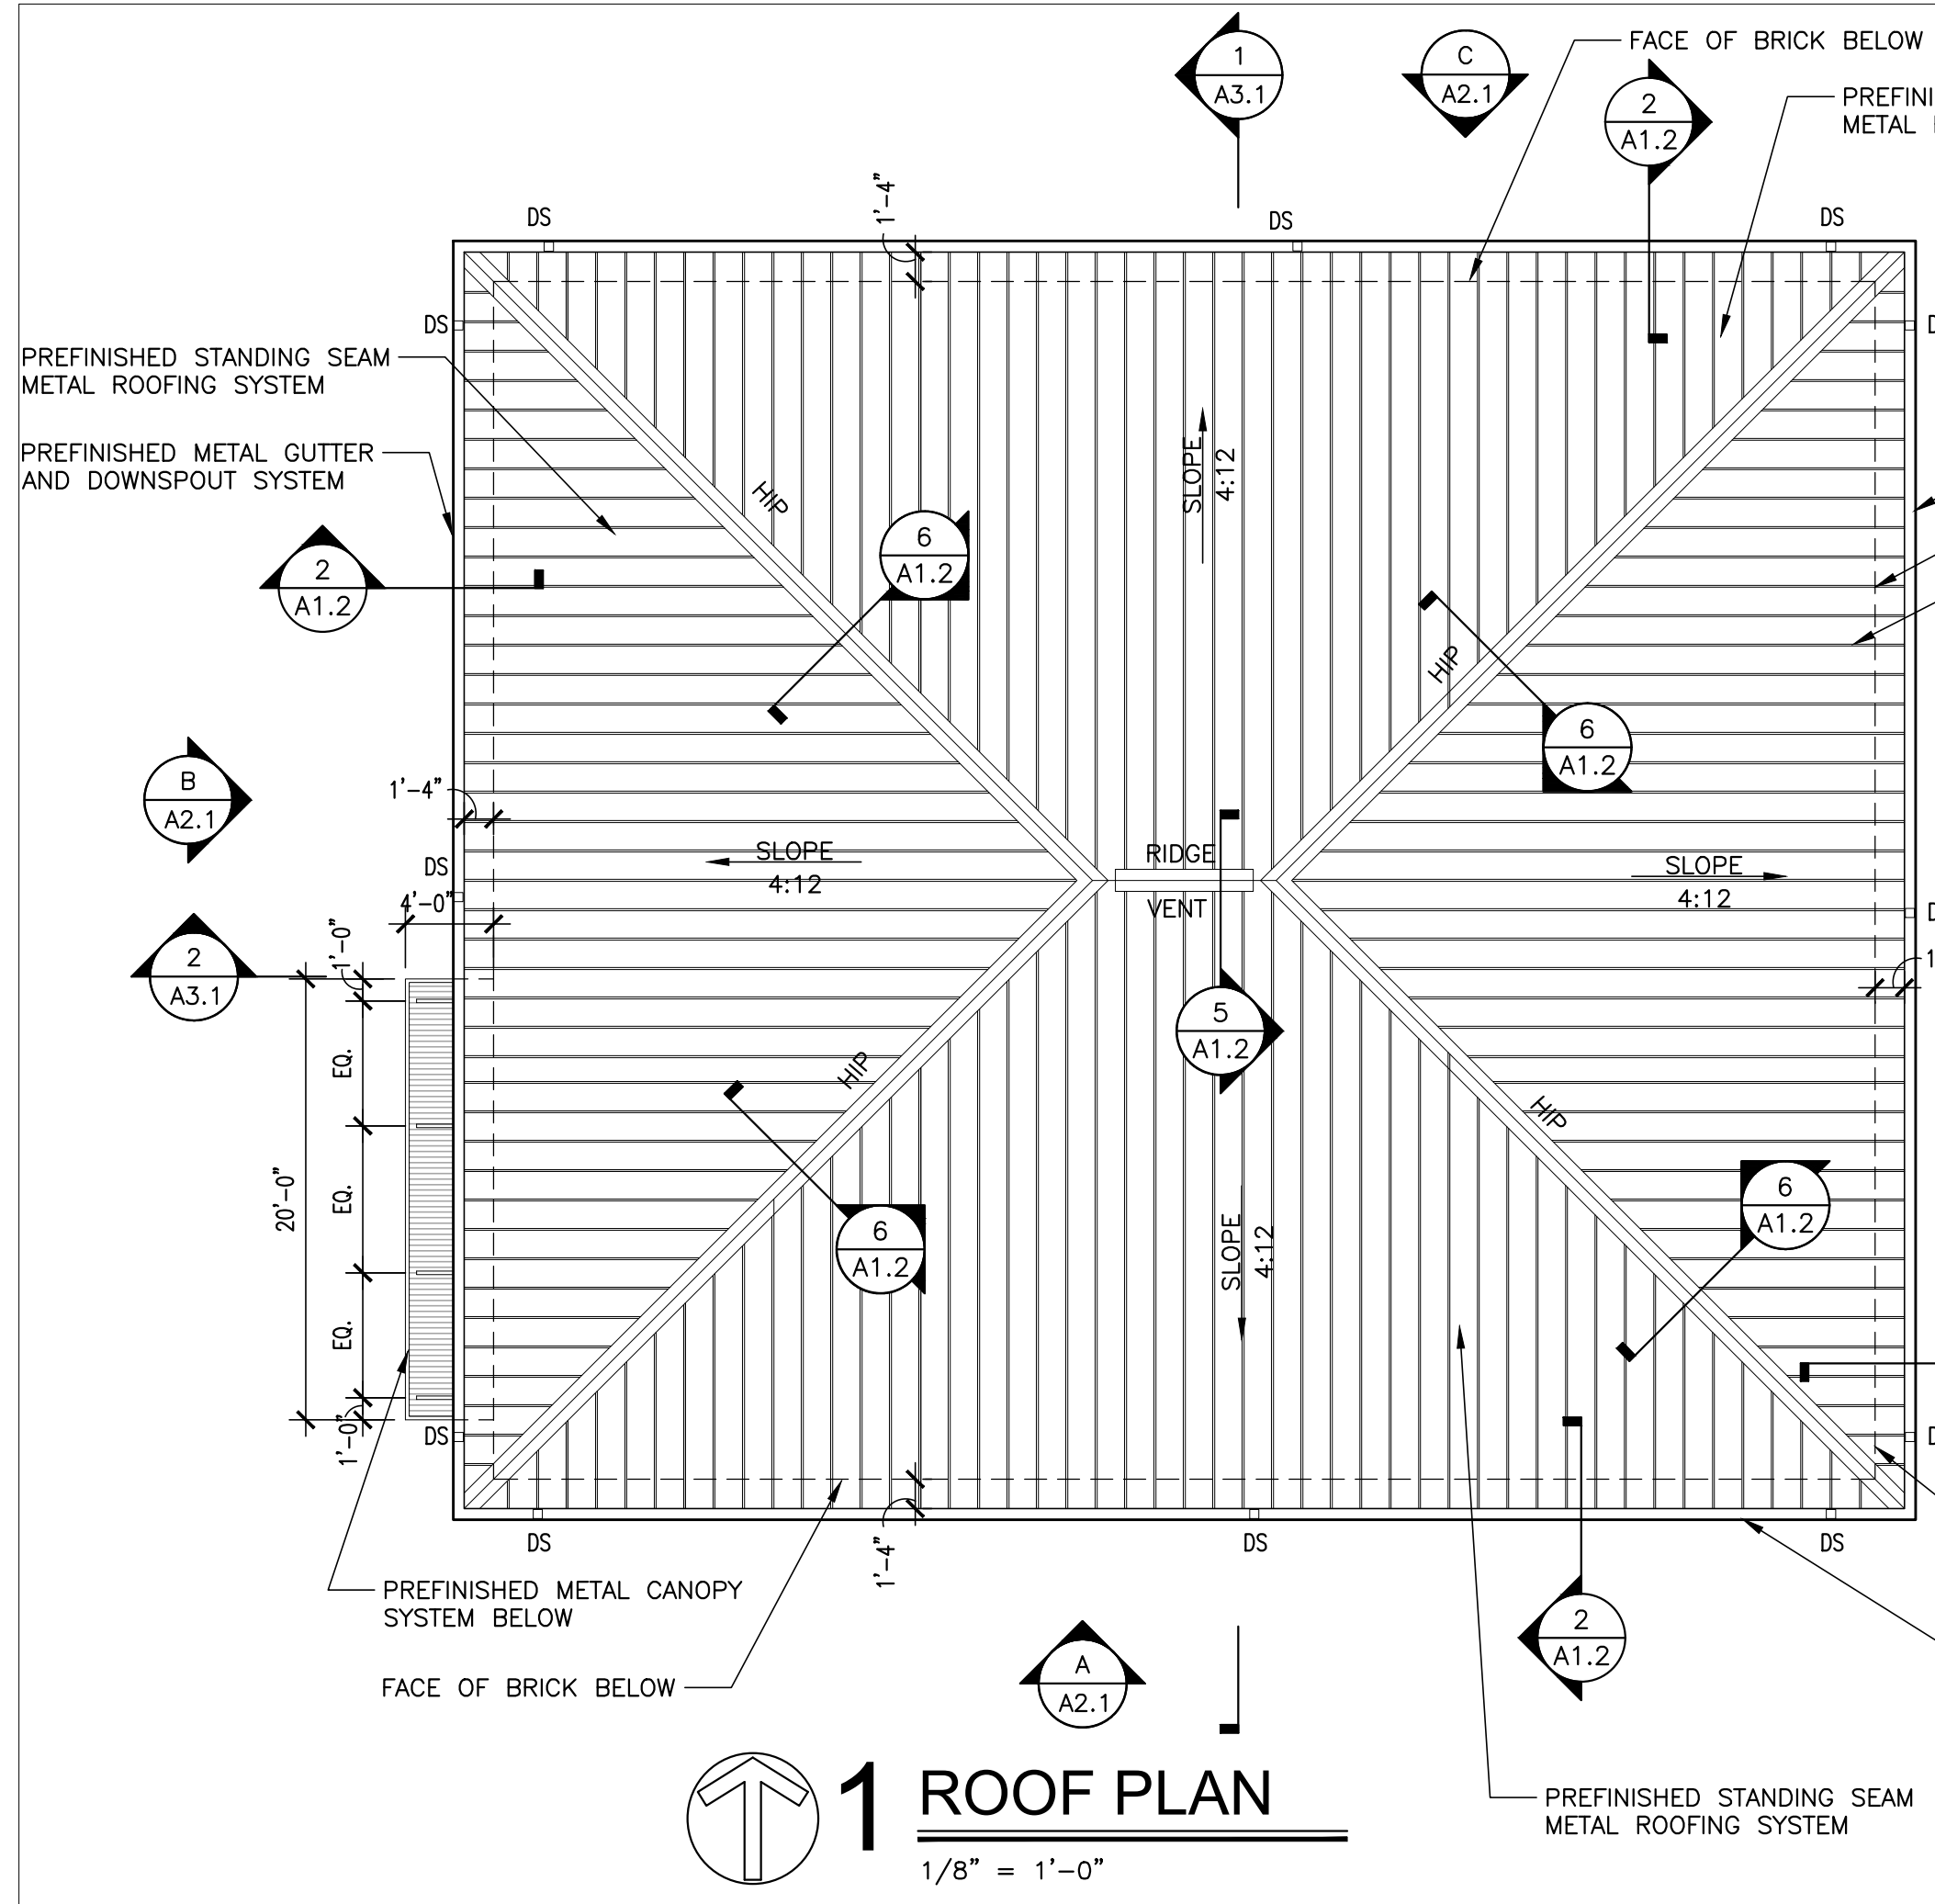 1
A3.1
C
A2.1
FACE OF BRICK BELOW
2
A1.2
PREFINI
METAL
1'-4"
DS
DS
DS
DS
PREFINISHED STANDING SEAM
METAL ROOFING SYSTEM
PREFINISHED METAL GUTTER
AND DOWNSPOUT SYSTEM
HIP
SLOPE
4:12
6
A1.2
2
A1.2
HIP
6
A1.2
B
A2.1
1'-4"
DS
4'-0"
SLOPE
4:12
RIDGE
VENT
SLOPE
4:12
2
A3.1
1'-0"
5
A1.2
EQ.
HIP
HIP
20'-0"
EQ.
6
A1.2
SLOPE
4:12
6
A1.2
EQ.
1'-0"
DS
DS
DS
DS
1'-4"
PREFINISHED METAL CANOPY
SYSTEM BELOW
FACE OF BRICK BELOW
A
A2.1
2
A1.2
1 ROOF PLAN
1/8" = 1'-0"
PREFINISHED STANDING SEAM
METAL ROOFING SYSTEM